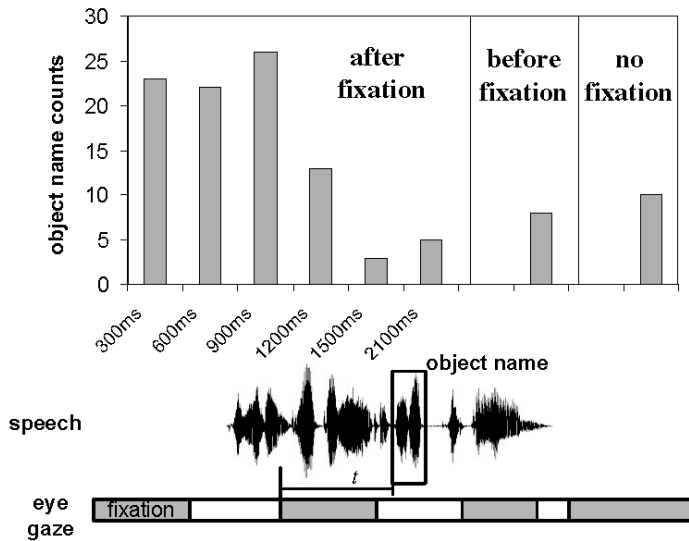 30
25
20
15
10
5
0
object name counts
after
fixation
before
fixation
no
fixation
300ms
600ms
900ms
1200ms
1500ms
2100ms
object name
speech
t
eye
gaze
fixation